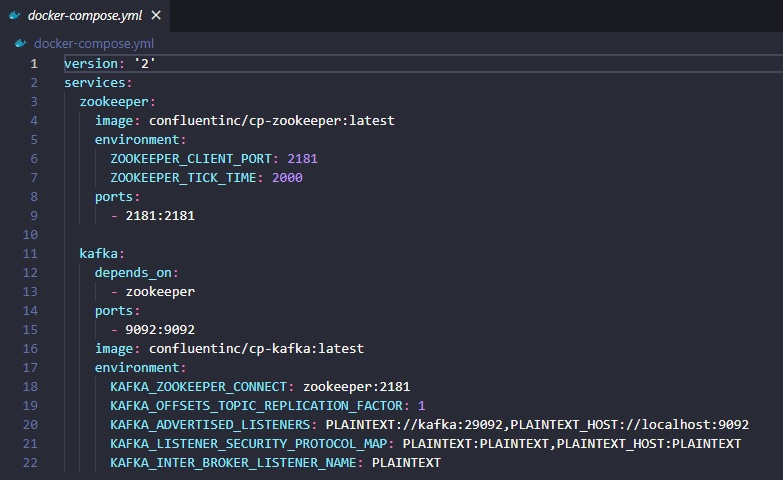 docker-compose.yml ×
docker-compose.yml
1 version: '2'
2 services:
3   zookeeper:
4     image: confluentinc/cp-zookeeper:latest
5     environment:
6       ZOOKEEPER_CLIENT_PORT: 2181
7       ZOOKEEPER_TICK_TIME: 2000
8     ports:
9       - 2181:2181
10
11   kafka:
12     depends_on:
13       - zookeeper
14     ports:
15       - 9092:9092
16     image: confluentinc/cp-kafka:latest
17     environment:
18       KAFKA_ZOOKEEPER_CONNECT: zookeeper:2181
19       KAFKA_OFFSETS_TOPIC_REPLICATION_FACTOR: 1
20       KAFKA_ADVERTISED_LISTENERS: PLAINTEXT://kafka:29092,PLAINTEXT_HOST://localhost:9092
21       KAFKA_LISTENER_SECURITY_PROTOCOL_MAP: PLAINTEXT:PLAINTEXT,PLAINTEXT_HOST:PLAINTEXT
22       KAFKA_INTER_BROKER_LISTENER_NAME: PLAINTEXT